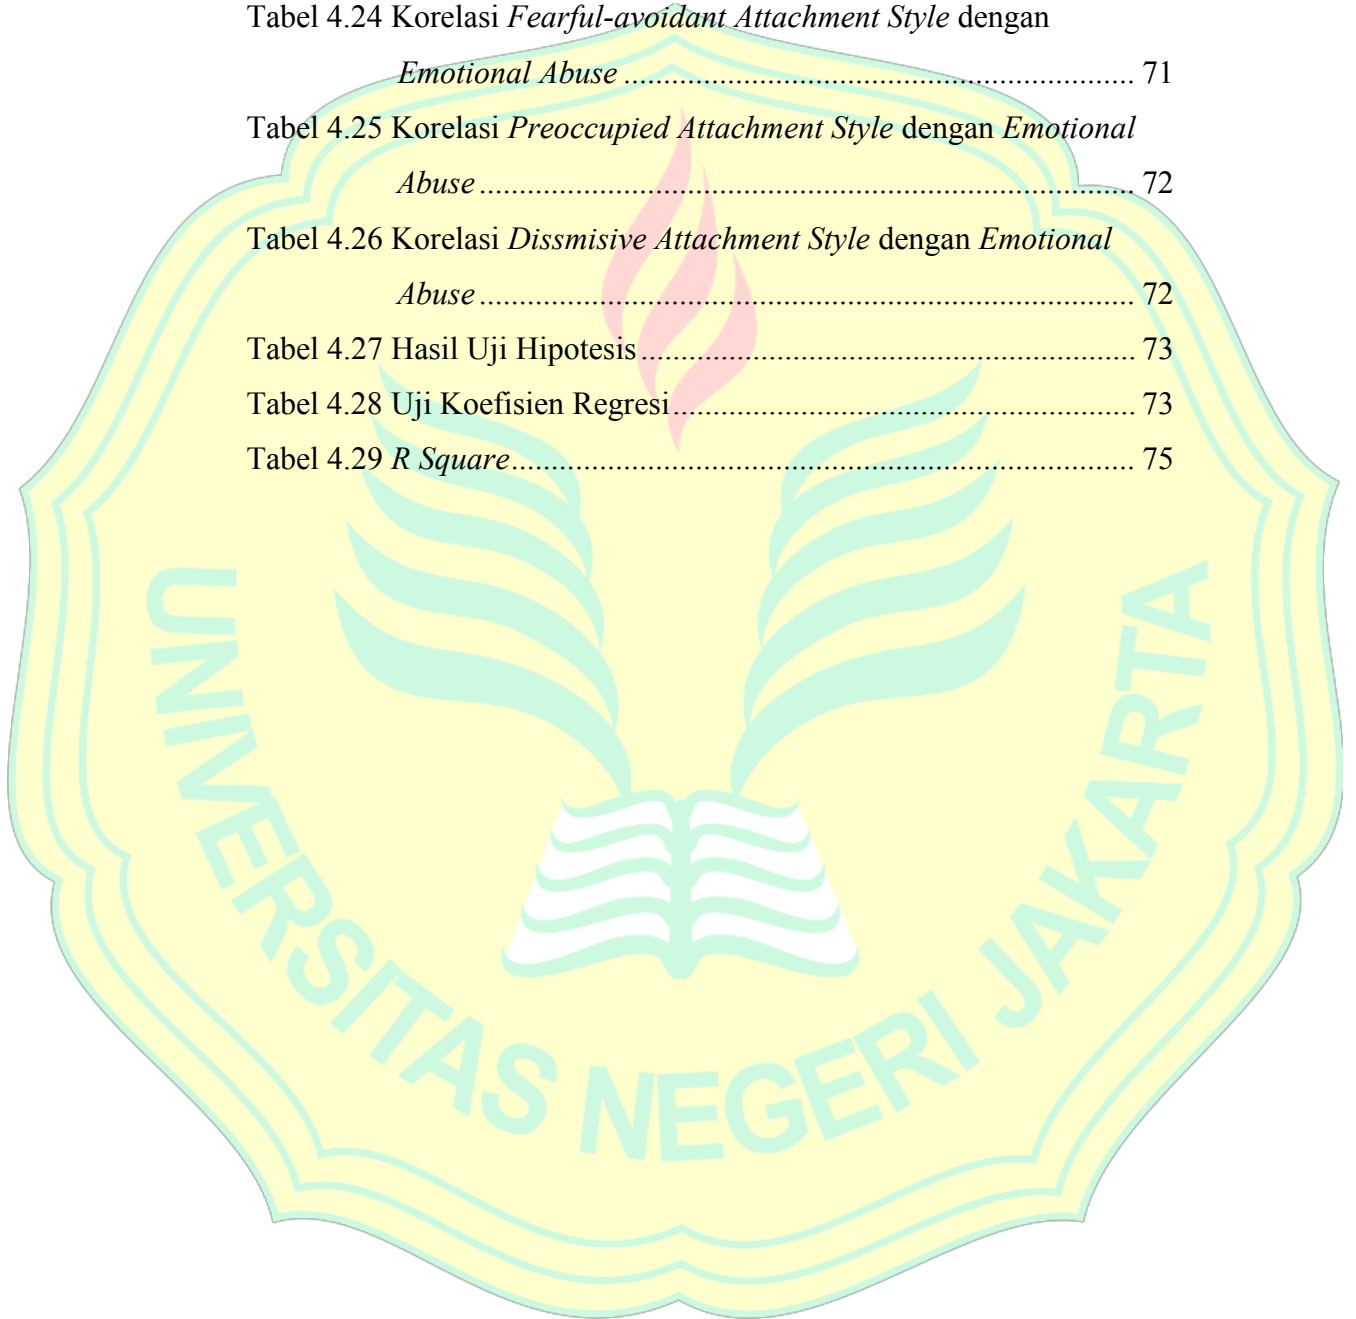 Tabel 4.24 Korelasi Fearful-avoidant Attachment Style dengan
Emotional Abuse ................................................................ 71
Tabel 4.25 Korelasi Preoccupied Attachment Style dengan Emotional
Abuse .................................................................................. 72
Tabel 4.26 Korelasi Dissmisive Attachment Style dengan Emotional
Abuse .................................................................................. 72
Tabel 4.27 Hasil Uji Hipotesis .............................................................. 73
Tabel 4.28 Uji Koefisien Regresi .......................................................... 73
Tabel 4.29 R Square .............................................................................. 75
UNIVERSITAS NEGERI JAKARTA